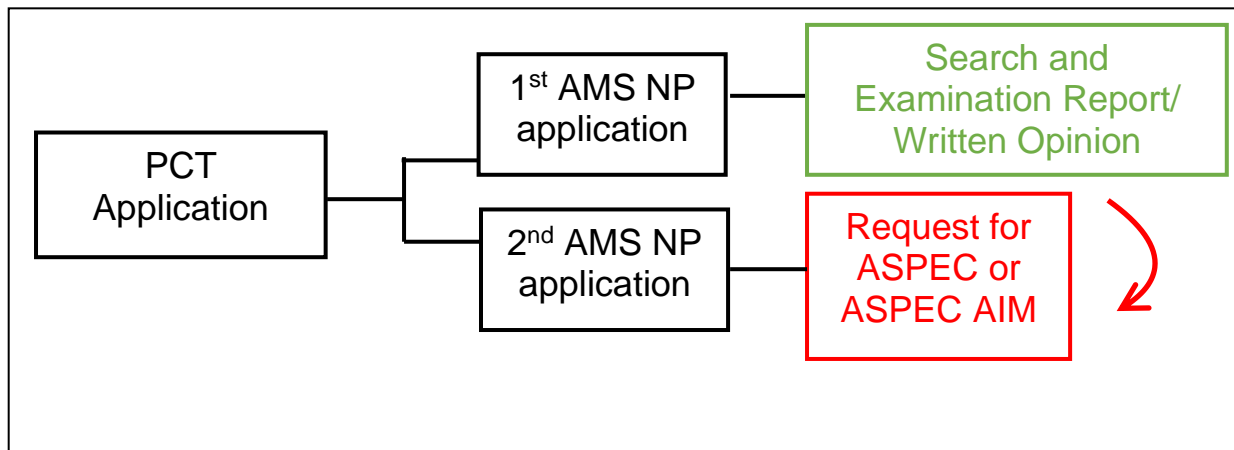 PCT
Application
1st AMS NP
application
Search and
Examination Report/
Written Opinion
2nd AMS NP
application
Request for
ASPEC or
ASPEC AIM